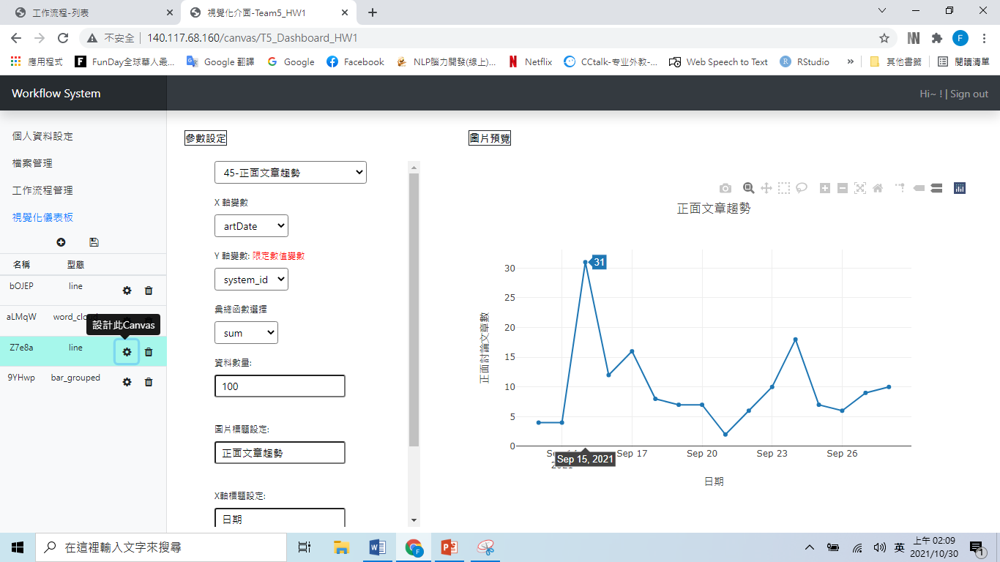 工作流程-列表
視覺化介面-Team5_HW1
不安全 | 140.117.68.160/canvas/T5_Dashboard_HW1
F
應用程式 FunDay全球華人最... Google 翻譯 Google Facebook NLP腦力開發(線上)... Netflix CCtalk-专业外教-... Web Speech to Text RStudio » 其他書籤 閱讀清單
Workflow System
Hi~ ! | Sign out
個人資料設定
檔案管理
工作流程管理
視覺化儀表板
名稱 型態
bOJEP line
aLMqW word_cloud
設計此Canvas
Z7e8a line
9YHwp bar_grouped
參數設定
45-正面文章趨勢
X 軸變數
artDate
Y 軸變數: 限定數值變數
system_id
彙總函數選擇
sum
資料數量:
100
圖片標題設定:
正面文章趨勢
X軸標題設定:
日期
圖片預覽
正面文章趨勢
31
正面討論文章數
30
25
20
15
10
5
0
Sep 17 Sep 20 Sep 23 Sep 26
Sep 15, 2021
2021
日期
在這裡輸入文字來搜尋
英
上午 02:09
2021/10/30
1